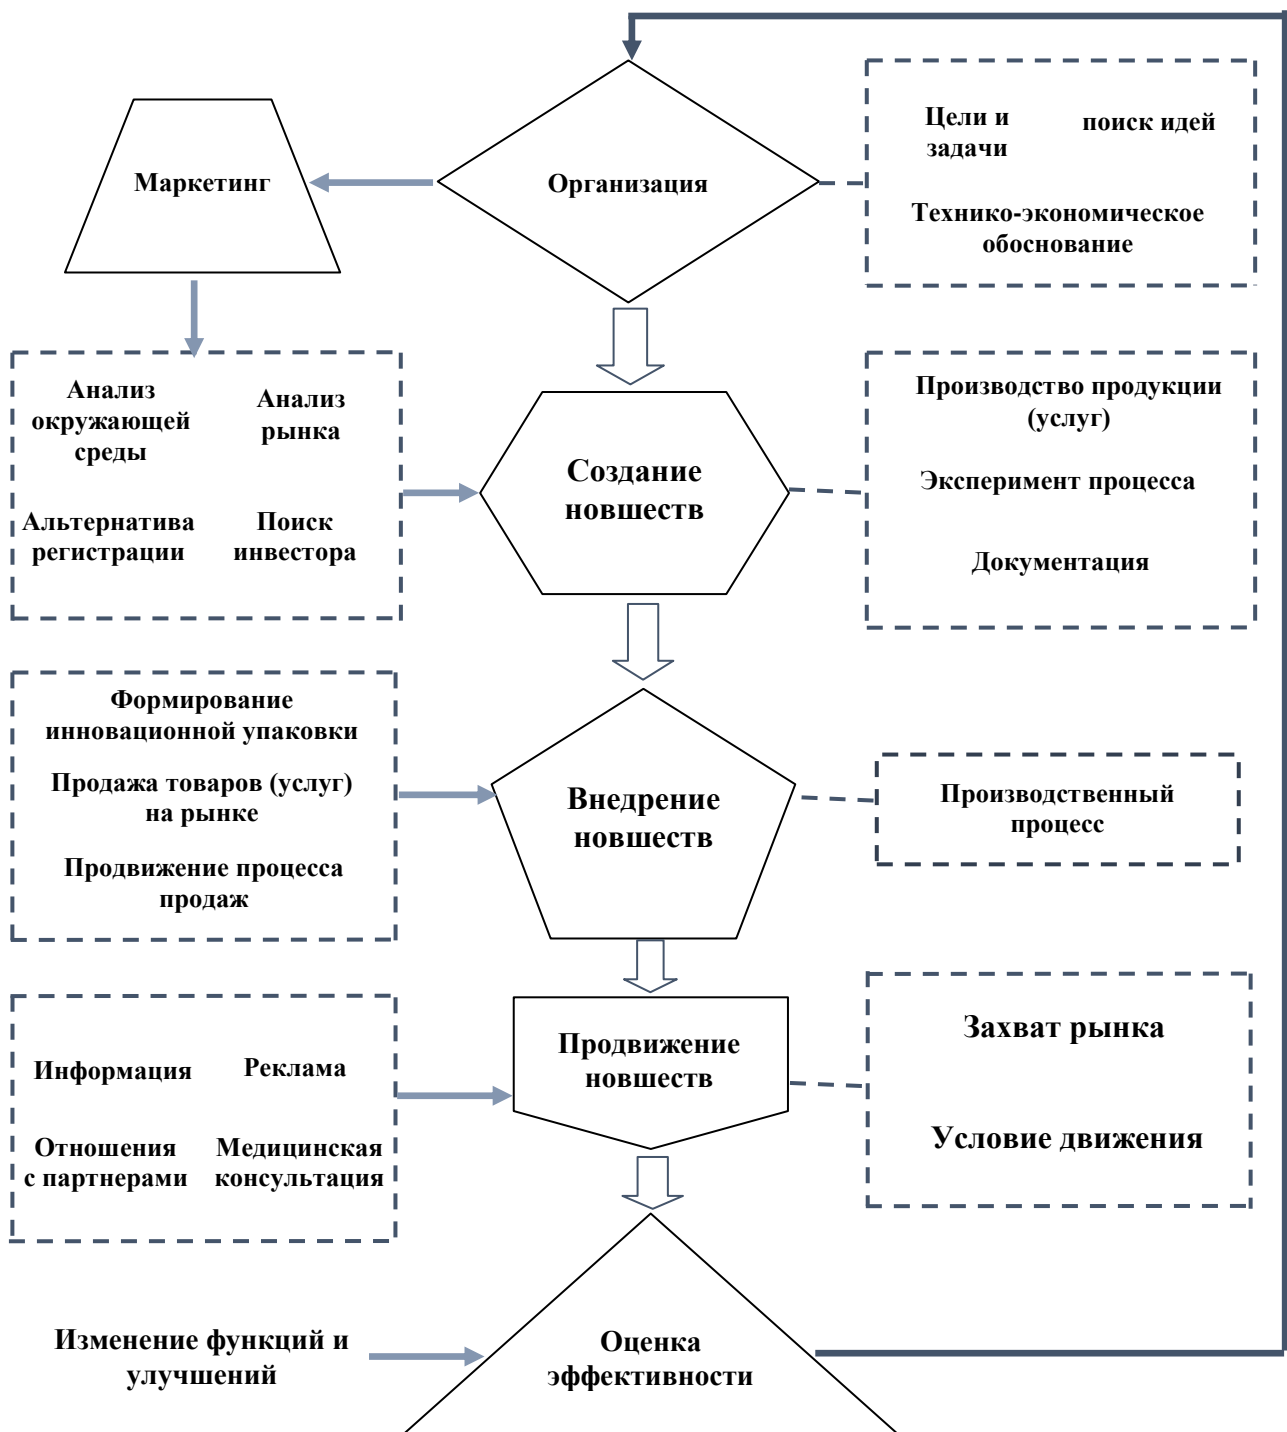 Маркетинг
Организация
Цели и
задачи
поиск идей
Технико-экономическое
обоснование
Анализ
окружающей
среды
Анализ
рынка
Альтернатива
регистрации
Поиск
инвестора
Создание
новшеств
Производство продукции
(услуг)
Эксперимент процесса
Документация
Формирование
инновационной упаковки
Продажа товаров (услуг)
на рынке
Продвижение процесса
продаж
Внедрение
новшеств
Производственный
процесс
Информация
Реклама
Отношения
с партнерами
Медицинская
консультация
Продвижение
новшеств
Захват рынка
Условие движения
Изменение функций и
улучшений
Оценка
эффективности